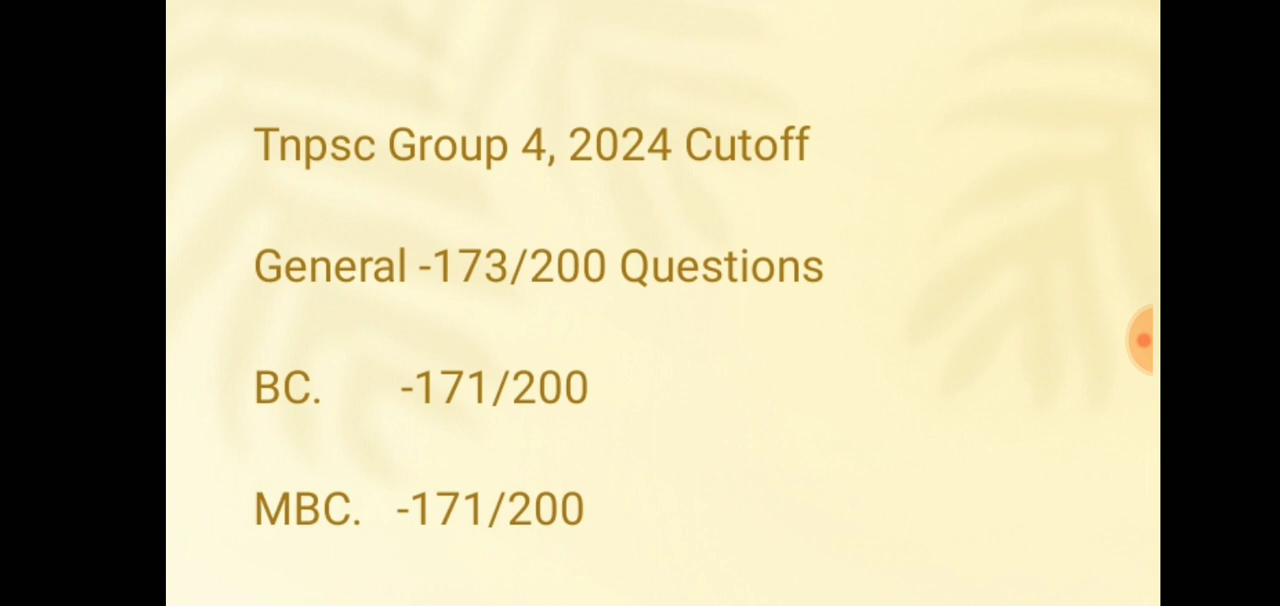 Tnpsc Group 4, 2024 Cutoff
General -173/200 Questions
BC. -171/200
MBC. -171/200